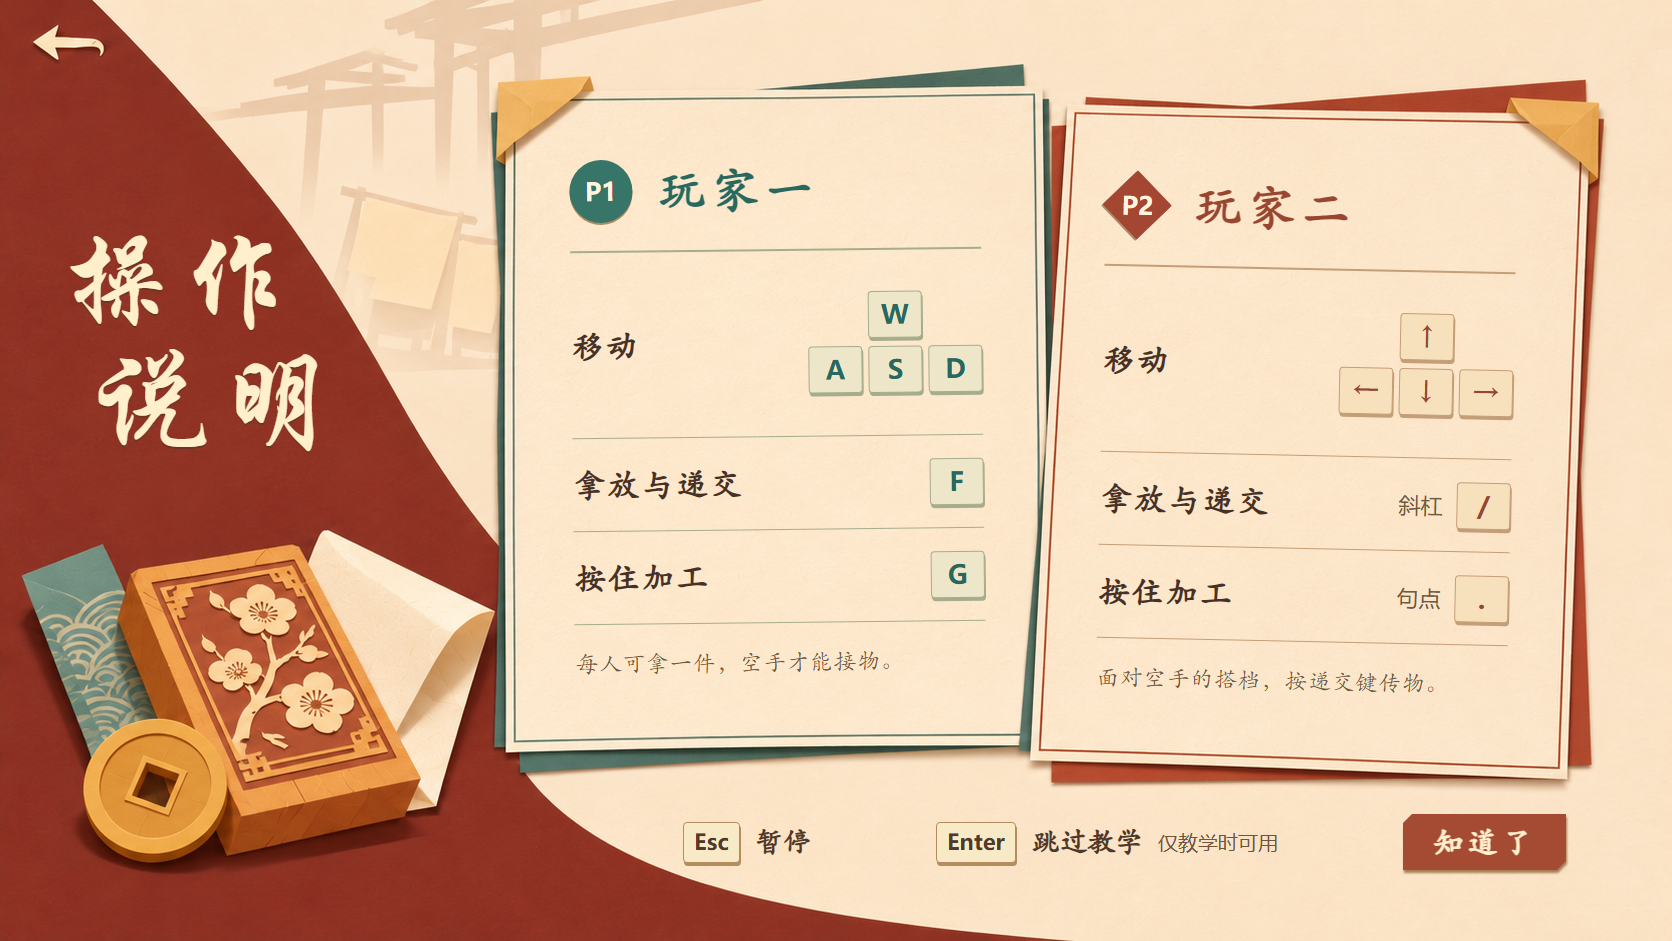 操作
说明
P1 玩家一
移动
W
A S D
拿放与递交 F
按住加工 G
每人可拿一件，空手才能接物。
P2 玩家二
移动
↑
← ↓ →
拿放与递交 斜杠 /
按住加工 句点 .
面对空手的搭档，按递交键传物。
Esc 暂停
Enter 跳过教学 仅教学时可用
知道了